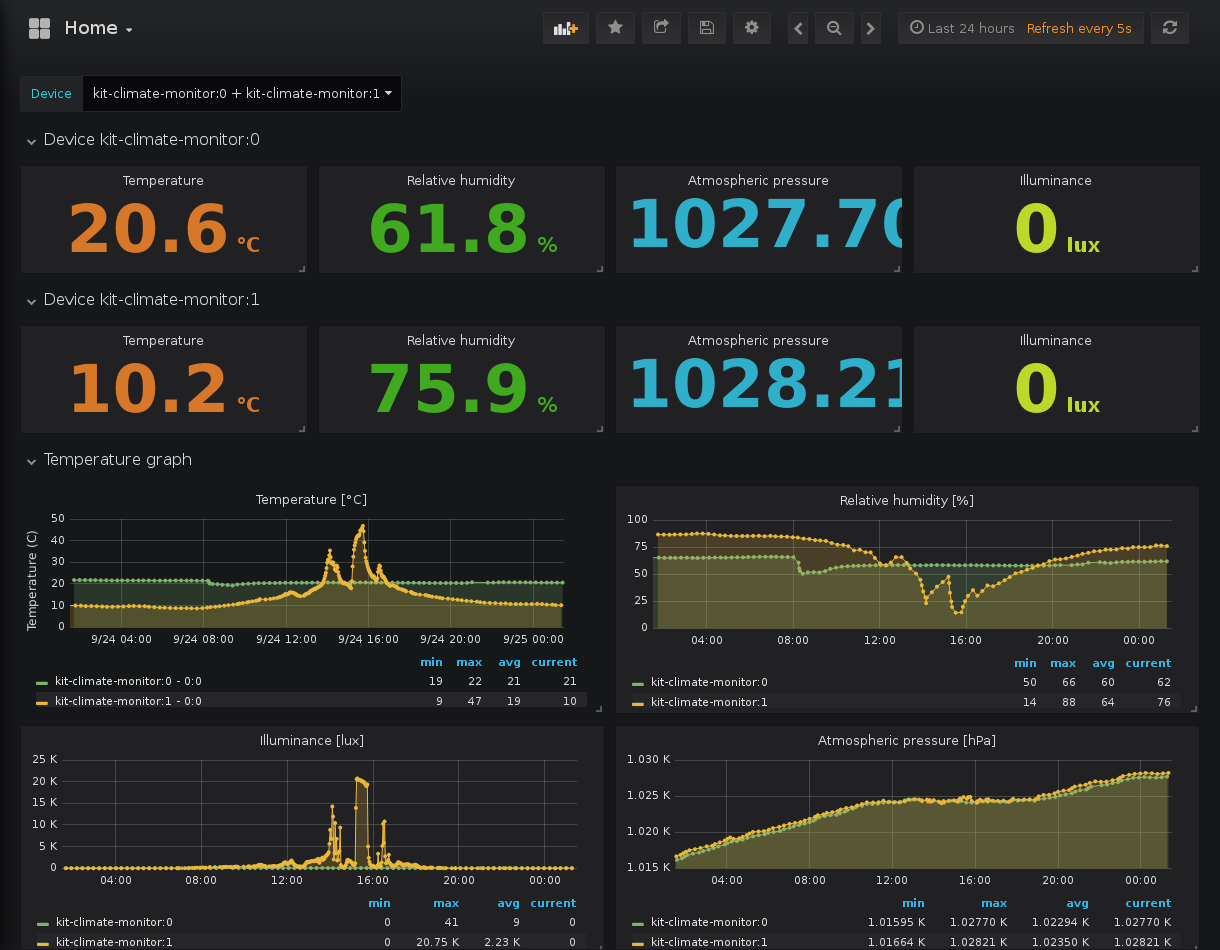 Home
Last 24 hours Refresh every 5s
Device kit-climate-monitor:0 + kit-climate-monitor:1
Device kit-climate-monitor:0
Temperature Relative humidity Atmospheric pressure Illuminance
20.6 °C 61.8 % 1027.70 0 lux
Device kit-climate-monitor:1
Temperature Relative humidity Atmospheric pressure Illuminance
10.2 °C 75.9 % 1028.21 0 lux
Temperature graph
Temperature [°C]
Temperature (C)
50
40
30
20
10
0
9/24 04:00 9/24 08:00 9/24 12:00 9/24 16:00 9/24 20:00 9/25 00:00
min max avg current
kit-climate-monitor:0 - 0:0 19 22 21 21
kit-climate-monitor:1 - 0:0 9 47 19 10
Relative humidity [%]
100
75
50
25
0
04:00 08:00 12:00 16:00 20:00 00:00
min max avg current
kit-climate-monitor:0 50 66 60 62
kit-climate-monitor:1 14 88 64 76
Illuminance [lux]
25 K
20 K
15 K
10 K
5 K
0
04:00 08:00 12:00 16:00 20:00 00:00
min max avg current
kit-climate-monitor:0 0 41 9 0
kit-climate-monitor:1 0 20.75 K 2.23 K 0
Atmospheric pressure [hPa]
1.030 K
1.025 K
1.020 K
1.015 K
04:00 08:00 12:00 16:00 20:00 00:00
min max avg current
kit-climate-monitor:0 1.01595 K 1.02770 K 1.02294 K 1.02770 K
kit-climate-monitor:1 1.01664 K 1.02821 K 1.02350 K 1.02821 K